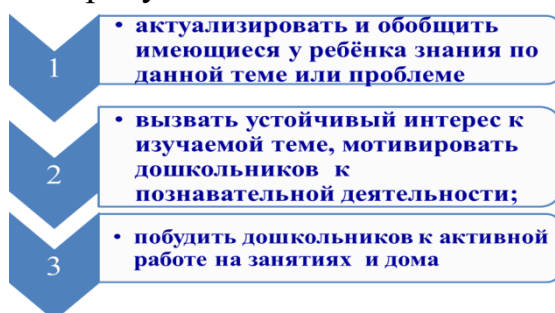 1
• актуализировать и обобщить
имеющиеся у ребёнка знания по
данной теме или проблеме
2
• вызвать устойчивый интерес к
изучаемой теме, мотивировать
дошкольников к
познавательной деятельности;
3
• побудить дошкольников к активной
работе на занятиях и дома